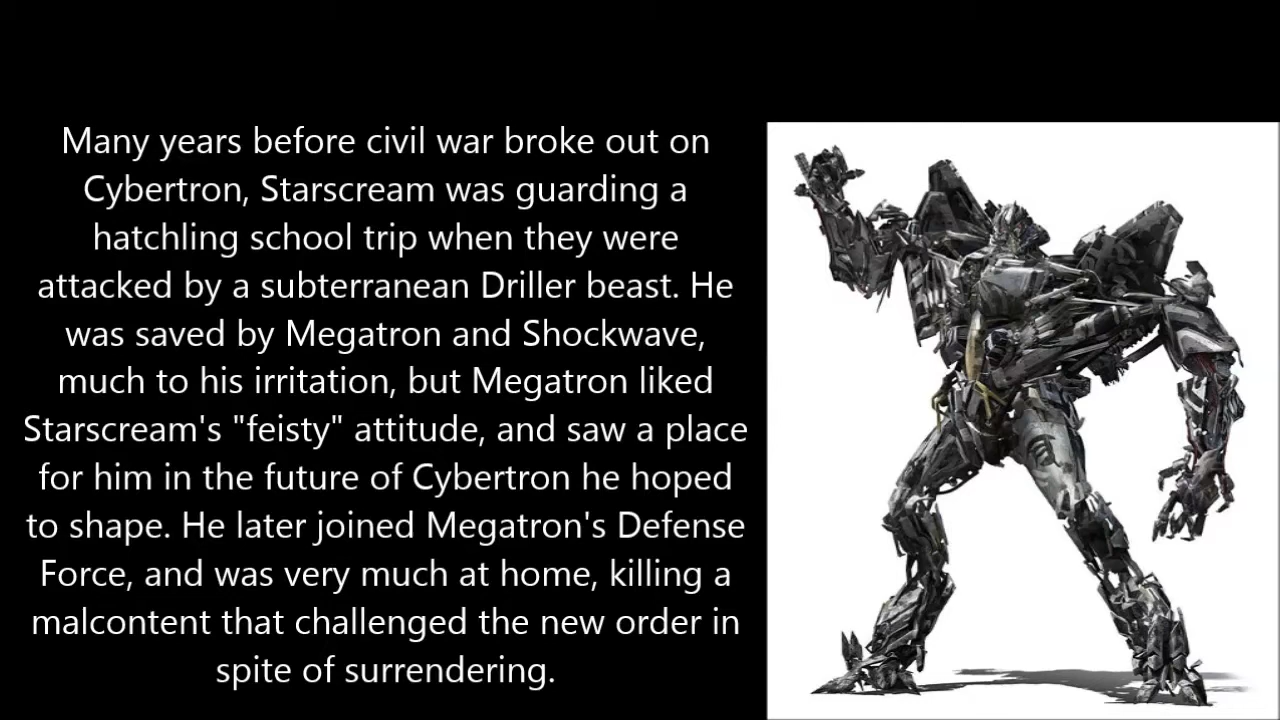 Many years before civil war broke out on
Cybertron, Starscream was guarding a
hatchling school trip when they were
attacked by a subterranean Driller beast. He
was saved by Megatron and Shockwave,
much to his irritation, but Megatron liked
Starscream's "feisty" attitude, and saw a place
for him in the future of Cybertron he hoped
to shape. He later joined Megatron's Defense
Force, and was very much at home, killing a
malcontent that challenged the new order in
spite of surrendering.